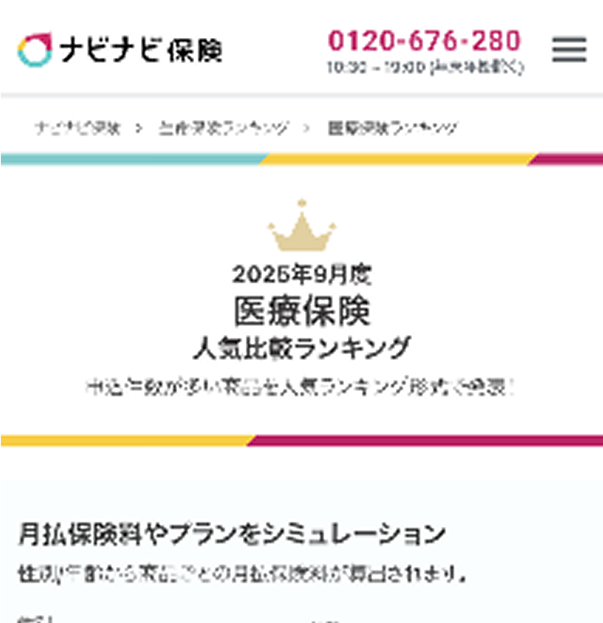 ナビナビ保険
0120-676-280
10:30 - 19:00 (年末年始除く)
ナビナビ保険 > 生命保険ランキング > 医療保険ランキング
2025年9月度
医療保険
人気比較ランキング
申込件数が多い商品を人気ランキング形式で発表!
月払保険料やプランをシミュレーション
性別/年齢から商品ごとの月払保険料が算出されます。